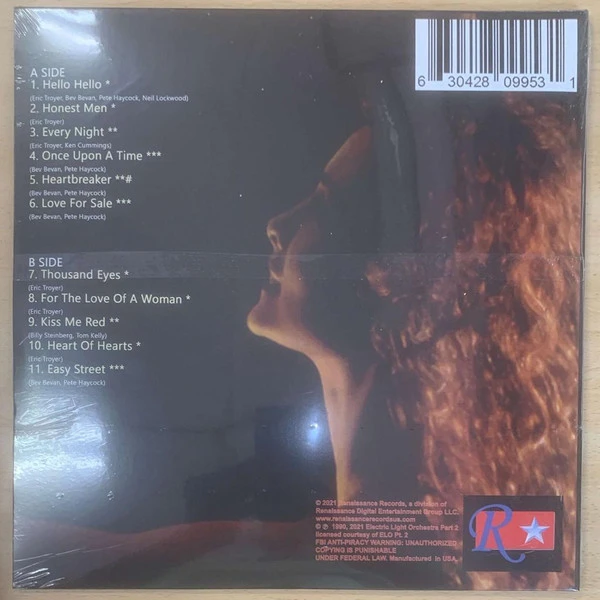 A SIDE
1. Hello Hello *
(Eric Troyer, Bev Bevan, Pete Haycock, Neil Lockwood)
2. Honest Men *
(Eric Troyer)
3. Every Night **
(Eric Troyer, Ken Cummings)
4. Once Upon A Time ***
(Bev Bevan, Pete Haycock)
5. Heartbreaker **#
(Bev Bevan, Pete Haycock)
6. Love For Sale ***
(Bev Bevan, Pete Haycock)
B SIDE
7. Thousand Eyes *
(Eric Troyer)
8. For The Love Of A Woman *
(Eric Troyer)
9. Kiss Me Red **
(Billy Steinberg, Tom Kelly)
10. Heart Of Hearts *
(Eric Troyer)
11. Easy Street ***
(Bev Bevan, Pete Haycock)
6 30428 09953 1
© 2021 Renaissance Records, a division of
Renaissance Digital Entertainment Group LLC.
www.renaissancerecordsus.com
© ℗ 1990, 2021 Electric Light Orchestra Part 2
licensed courtesy of ELO Pt. 2
FBI ANTI-PIRACY WARNING: UNAUTHORIZED
COPYING IS PUNISHABLE
UNDER FEDERAL LAW. Manufactured in USA.
R